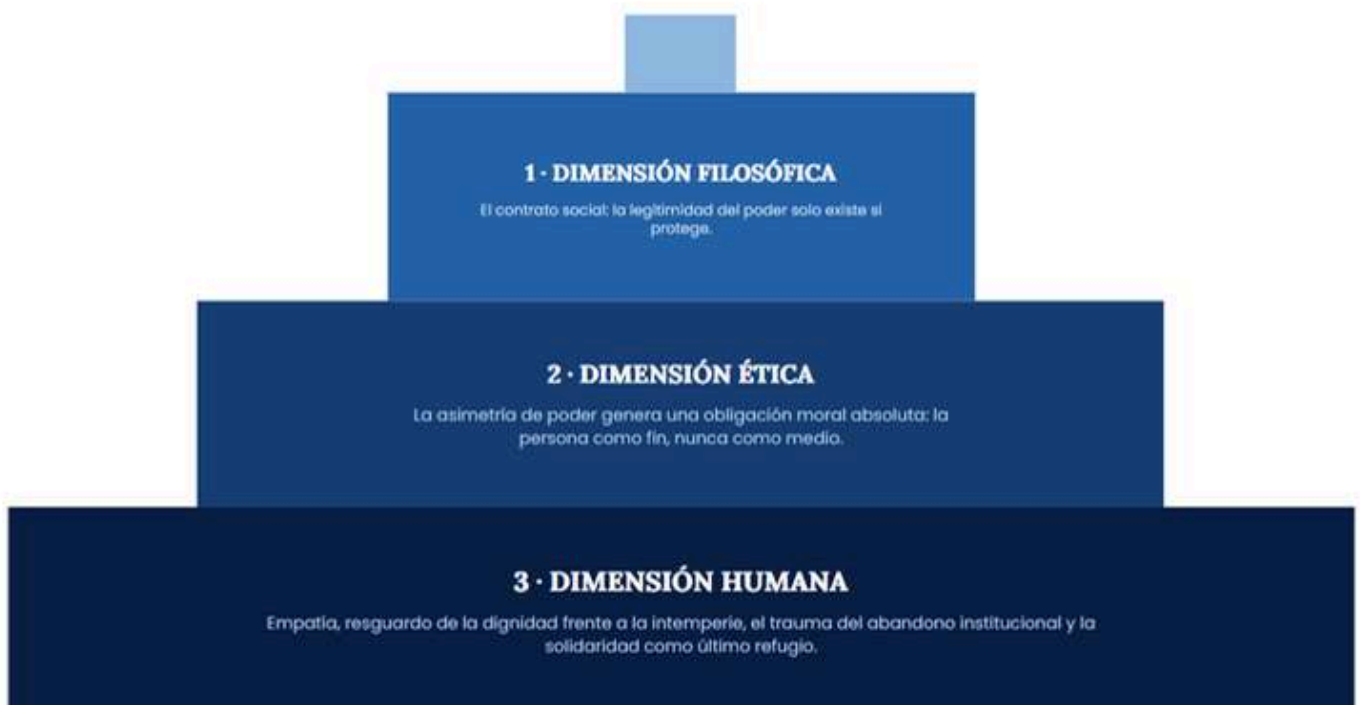 1 · DIMENSIÓN FILOSÓFICA
El contrato social: la legitimidad del poder solo existe si
protege.
2 · DIMENSIÓN ÉTICA
La asimetría de poder genera una obligación moral absoluta: la
persona como fin, nunca como medio.
3 · DIMENSIÓN HUMANA
Empatía, resguardo de la dignidad frente a la intemperie, el trauma del abandono institucional y la
solidaridad como último refugio.